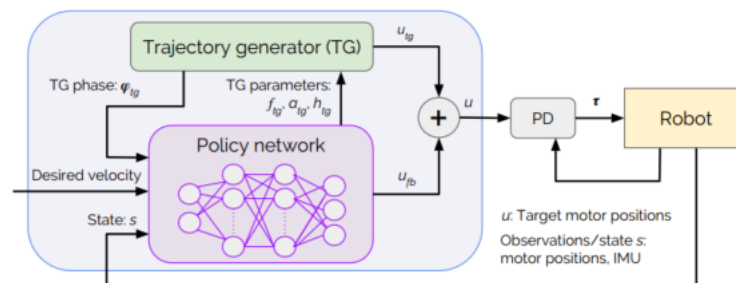 Trajectory generator (TG)
u_tg
TG phase: φ_tg
TG parameters:
f_tg, a_tg, h_tg
Policy network
Desired velocity
State: s
u_fb
+
u
PD
τ
Robot
u: Target motor positions
Observations/state s:
motor positions, IMU